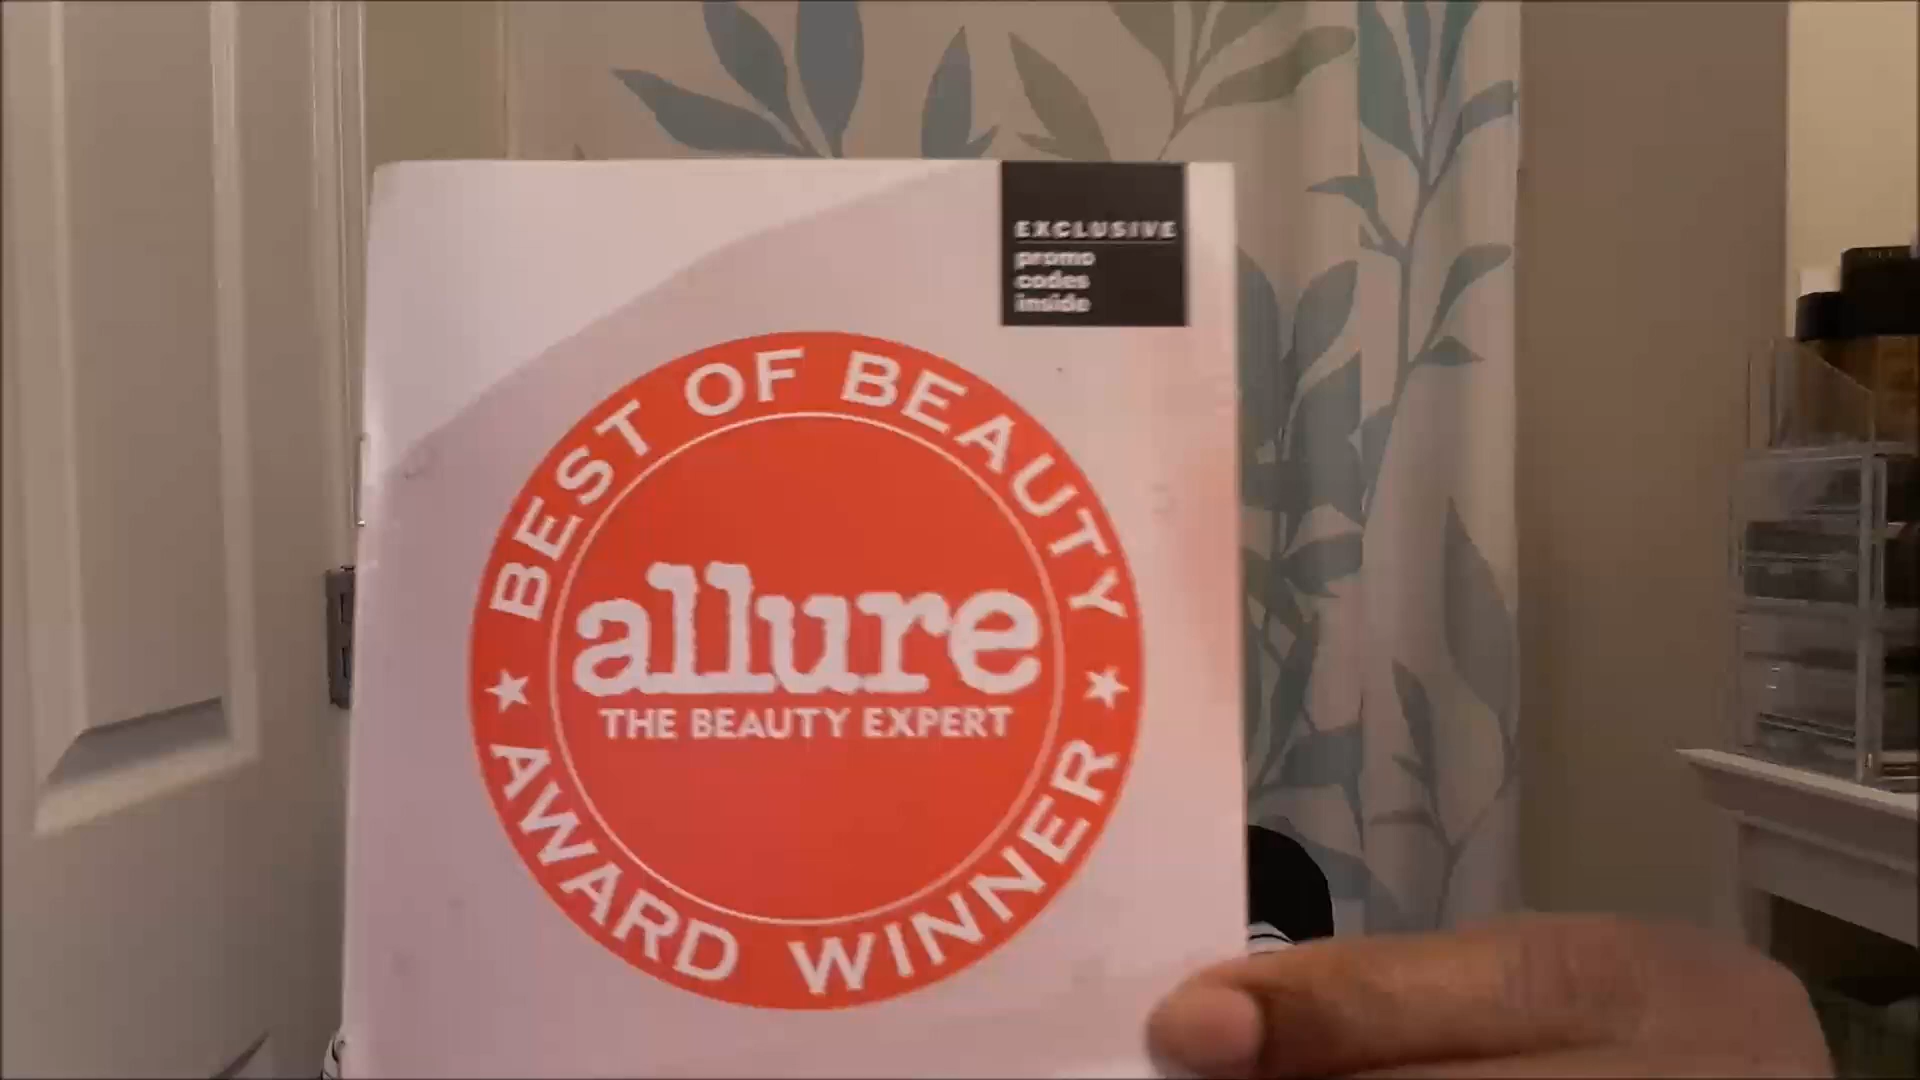 EXCLUSIVE
promo
codes
inside
BEST OF BEAUTY
allure
THE BEAUTY EXPERT
AWARD WINNER